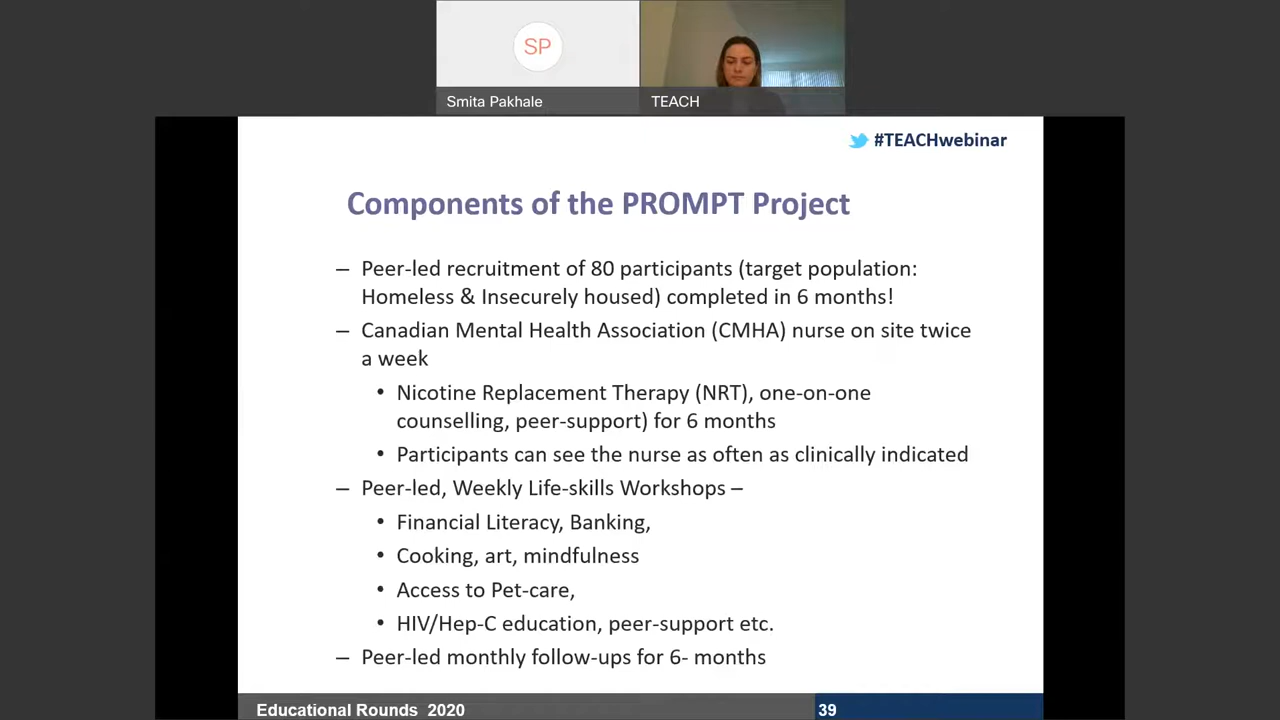 SP
Smita Pakhale
TEACH
#TEACHwebinar
Components of the PROMPT Project
– Peer-led recruitment of 80 participants (target population:
Homeless & Insecurely housed) completed in 6 months!
– Canadian Mental Health Association (CMHA) nurse on site twice
a week
• Nicotine Replacement Therapy (NRT), one-on-one
counselling, peer-support) for 6 months
• Participants can see the nurse as often as clinically indicated
– Peer-led, Weekly Life-skills Workshops –
• Financial Literacy, Banking,
• Cooking, art, mindfulness
• Access to Pet-care,
• HIV/Hep-C education, peer-support etc.
– Peer-led monthly follow-ups for 6- months
Educational Rounds 2020
39